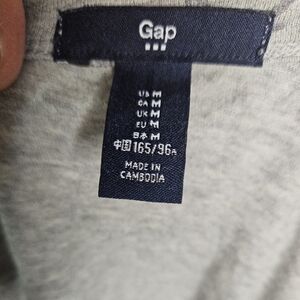 Gap
US M
CA M
UK M
EU M
日本 M
中国 165/96A
MADE IN
CAMBODIA